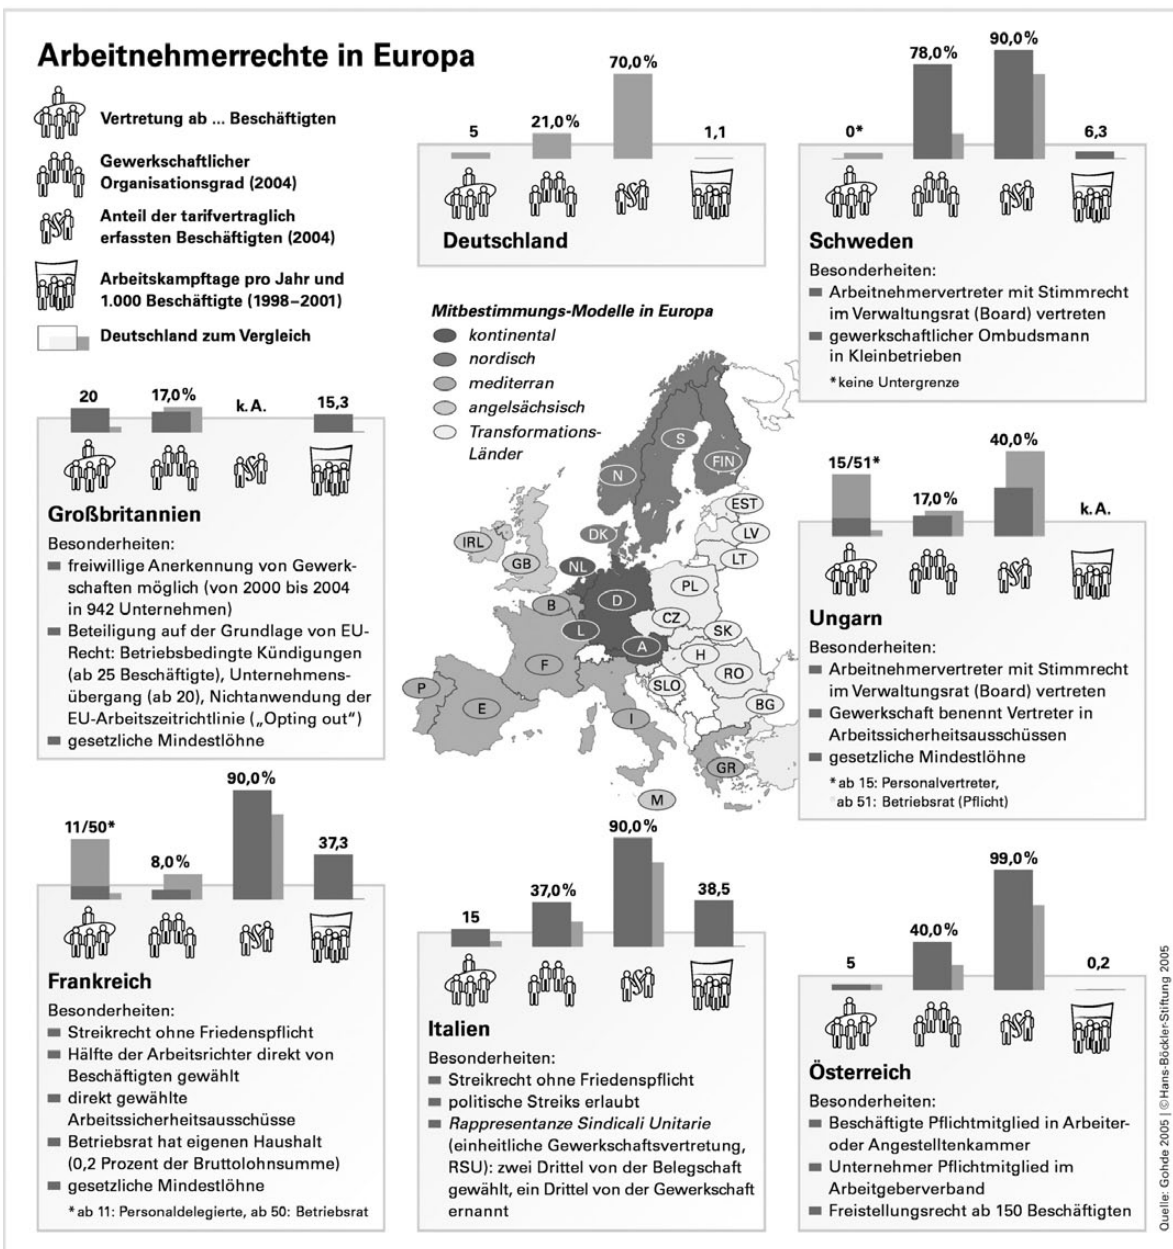 Arbeitnehmerrechte in Europa
Vertretung ab ... Beschäftigten
Gewerkschaftlicher
Organisationsgrad (2004)
Anteil der tarifvertraglich
erfassten Beschäftigten (2004)
Arbeitskampftage pro Jahr und
1.000 Beschäftigte (1998–2001)
Deutschland zum Vergleich
5
21,0%
70,0%
1,1
Deutschland
0*
78,0%
90,0%
6,3
Schweden
Besonderheiten:
Arbeitnehmervertreter mit Stimmrecht
im Verwaltungsrat (Board) vertreten
gewerkschaftlicher Ombudsmann
in Kleinbetrieben
*keine Untergrenze
Mitbestimmungs-Modelle in Europa
kontinental
nordisch
mediterran
angelsächsisch
Transformations-
Länder
S
FIN
N
EST
LV
LT
DK
IRL
GB
NL
PL
B
D
CZ
L
SK
A
H
F
RO
SLO
P
E
BG
I
GR
M
20
17,0%
k.A.
15,3
Großbritannien
Besonderheiten:
freiwillige Anerkennung von Gewerk-
schaften möglich (von 2000 bis 2004
in 942 Unternehmen)
Beteiligung auf der Grundlage von EU-
Recht: Betriebsbedingte Kündigungen
(ab 25 Beschäftigte), Unternehmens-
übergang (ab 20), Nichtanwendung der
EU-Arbeitszeitrichtlinie („Opting out“)
gesetzliche Mindestlöhne
15/51*
17,0%
40,0%
k.A.
Ungarn
Besonderheiten:
Arbeitnehmervertreter mit Stimmrecht
im Verwaltungsrat (Board) vertreten
Gewerkschaft benennt Vertreter in
Arbeitssicherheitsausschüssen
gesetzliche Mindestlöhne
*ab 15: Personalvertreter,
ab 51: Betriebsrat (Pflicht)
11/50*
8,0%
90,0%
37,3
Frankreich
Besonderheiten:
Streikrecht ohne Friedenspflicht
Hälfte der Arbeitsrichter direkt von
Beschäftigten gewählt
direkt gewählte
Arbeitssicherheitsausschüsse
Betriebsrat hat eigenen Haushalt
(0,2 Prozent der Bruttolohnsumme)
gesetzliche Mindestlöhne
*ab 11: Personaldelegierte, ab 50: Betriebsrat
15
37,0%
90,0%
38,5
Italien
Besonderheiten:
Streikrecht ohne Friedenspflicht
politische Streiks erlaubt
Rappresentanze Sindicali Unitarie
(einheitliche Gewerkschaftsvertretung,
RSU): zwei Drittel von der Belegschaft
gewählt, ein Drittel von der Gewerkschaft
ernannt
5
40,0%
99,0%
0,2
Österreich
Besonderheiten:
Beschäftigte Pflichtmitglied in Arbeiter-
oder Angestelltenkammer
Unternehmer Pflichtmitglied im
Arbeitgeberverband
Freistellungsrecht ab 150 Beschäftigten
Quelle: Gohde 2005 | © Hans-Böckler-Stiftung 2005